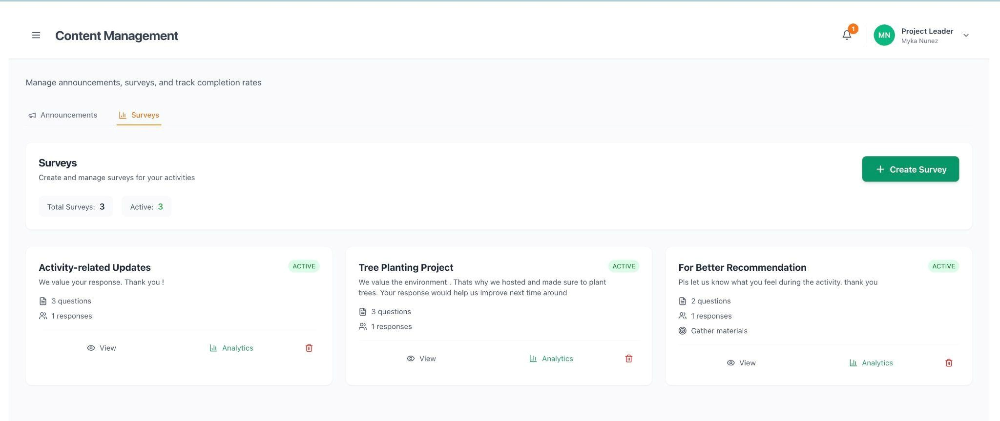 Content Management
1
MN
Project Leader
Myka Nunez
Manage announcements, surveys, and track completion rates
Announcements
Surveys
Surveys
Create and manage surveys for your activities
+ Create Survey
Total Surveys: 3
Active: 3
Activity-related Updates
ACTIVE
We value your response. Thank you !
3 questions
1 responses
View
Analytics
Tree Planting Project
ACTIVE
We value the environment . Thats why we hosted and made sure to plant
trees. Your response would help us improve next time around
3 questions
1 responses
View
Analytics
For Better Recommendation
ACTIVE
Pls let us know what you feel during the activity. thank you
2 questions
1 responses
Gather materials
View
Analytics